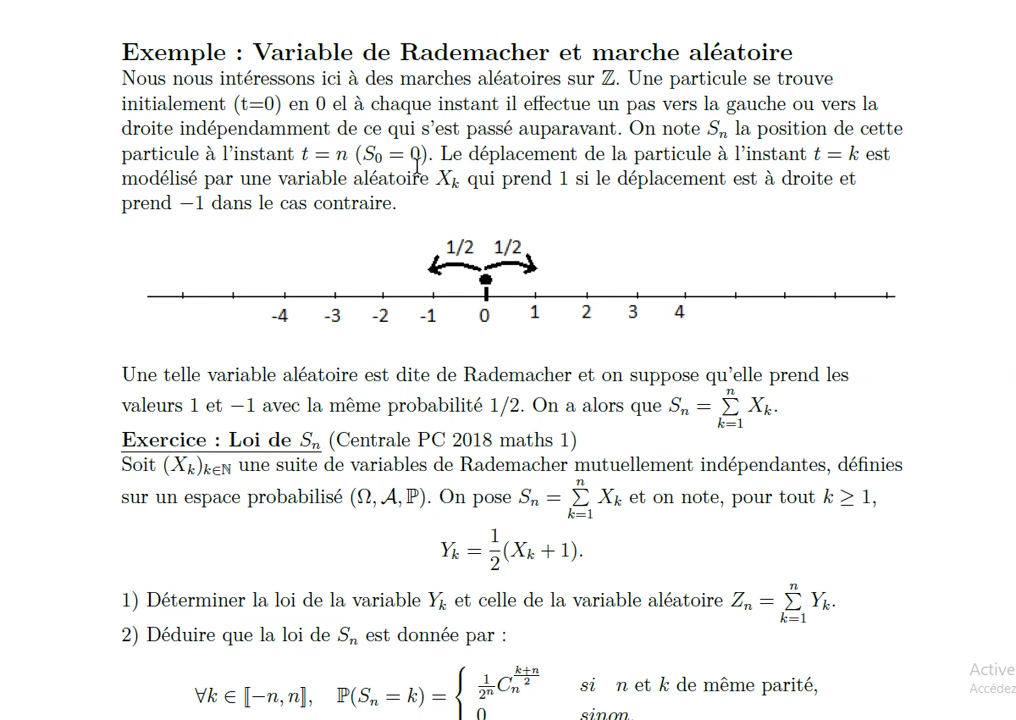 Exemple : Variable de Rademacher et marche aléatoire
Nous nous intéressons ici à des marches aléatoires sur ℤ. Une particule se trouve
initialement (t=0) en 0 el à chaque instant il effectue un pas vers la gauche ou vers la
droite indépendamment de ce qui s'est passé auparavant. On note Sₙ la position de cette
particule à l'instant t = n (S₀ = 0). Le déplacement de la particule à l'instant t = k est
modélisé par une variable aléatoire Xₖ qui prend 1 si le déplacement est à droite et
prend −1 dans le cas contraire.
1/2 1/2
-4 -3 -2 -1 0 1 2 3 4
Une telle variable aléatoire est dite de Rademacher et on suppose qu'elle prend les
valeurs 1 et −1 avec la même probabilité 1/2. On a alors que Sₙ = ∑_{k=1}^{n} Xₖ.
Exercice : Loi de Sₙ (Centrale PC 2018 maths 1)
Soit (Xₖ)_{k∈ℕ} une suite de variables de Rademacher mutuellement indépendantes, définies
sur un espace probabilisé (Ω, 𝒜, ℙ). On pose Sₙ = ∑_{k=1}^{n} Xₖ et on note, pour tout k ≥ 1,
Yₖ = \frac{1}{2}(Xₖ + 1).
1) Déterminer la loi de la variable Yₖ et celle de la variable aléatoire Zₙ = ∑_{k=1}^{n} Yₖ.
2) Déduire que la loi de Sₙ est donnée par :
∀k ∈ ⟦−n, n⟧, ℙ(Sₙ = k) = { \frac{1}{2^n} C_n^{\frac{k+n}{2}} si n et k de même parité,
0 sinon.
Active
Accédez